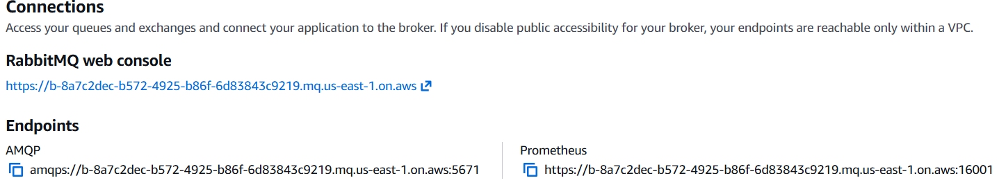 Connections
Access your queues and exchanges and connect your application to the broker. If you disable public accessibility for your broker, your endpoints are reachable only within a VPC.
RabbitMQ web console
https://b-8a7c2dec-b572-4925-b86f-6d83843c9219.mq.us-east-1.on.aws
Endpoints
AMQP
amqps://b-8a7c2dec-b572-4925-b86f-6d83843c9219.mq.us-east-1.on.aws:5671
Prometheus
https://b-8a7c2dec-b572-4925-b86f-6d83843c9219.mq.us-east-1.on.aws:16001